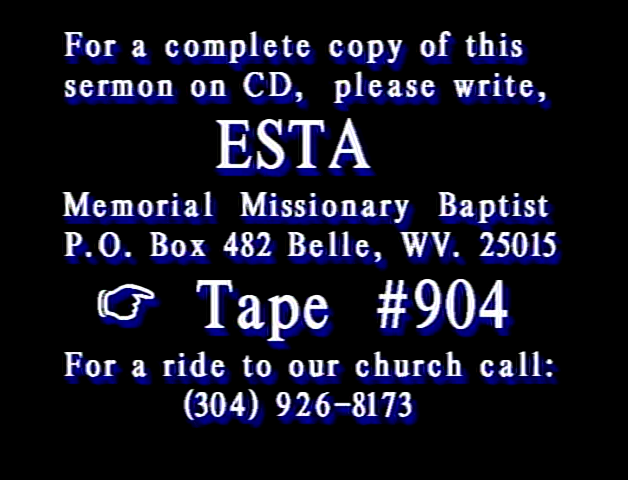 For a complete copy of this
sermon on CD, please write,
ESTA
Memorial Missionary Baptist
P.O. Box 482 Belle, WV. 25015
☞ Tape #904
For a ride to our church call:
(304) 926-8173